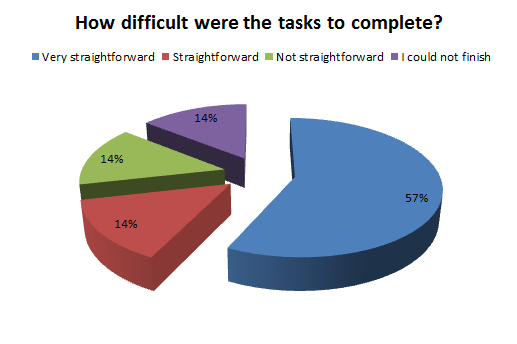 How difficult were the tasks to complete?
Very straightforward Straightforward Not straightforward I could not finish
14%
14%
57%
14%